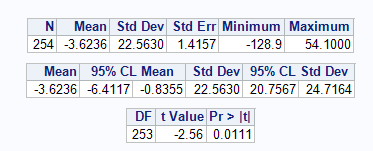 N Mean Std Dev Std Err Minimum Maximum
254 -3.6236 22.5630 1.4157 -128.9 54.1000
Mean 95% CL Mean Std Dev 95% CL Std Dev
-3.6236 -6.4117 -0.8355 22.5630 20.7567 24.7164
DF t Value Pr > |t|
253 -2.56 0.0111